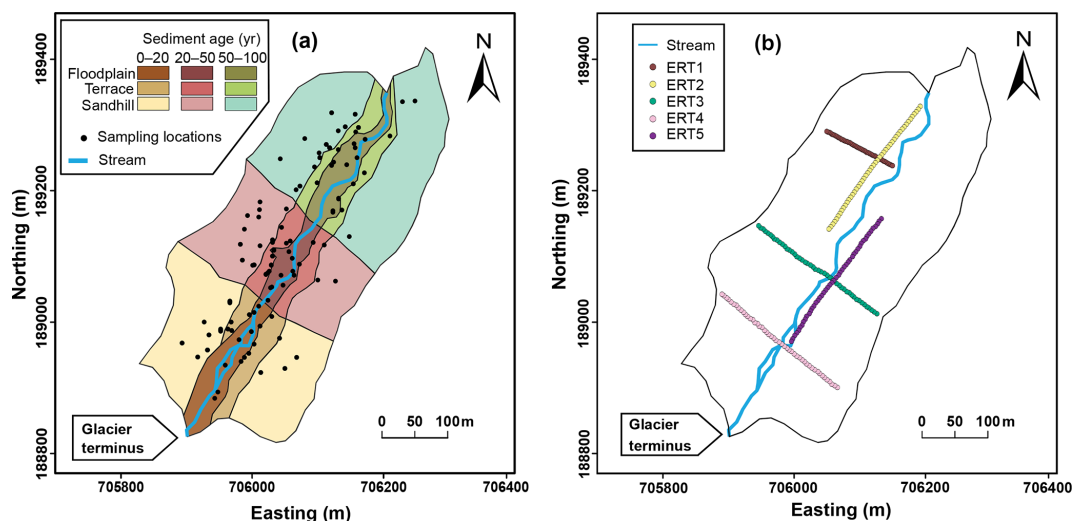 Sediment age (yr)
0–20 20–50 50–100
Floodplain
Terrace
Sandhill
Sampling locations
Stream
(a)
N
Glacier
terminus
0 50 100 m
189400
189200
189000
188800
Northing (m)
705800 706000 706200 706400
Easting (m)
Stream
ERT1
ERT2
ERT3
ERT4
ERT5
(b)
N
Glacier
terminus
0 50 100 m
189400
189200
189000
188800
Northing (m)
705800 706000 706200 706400
Easting (m)